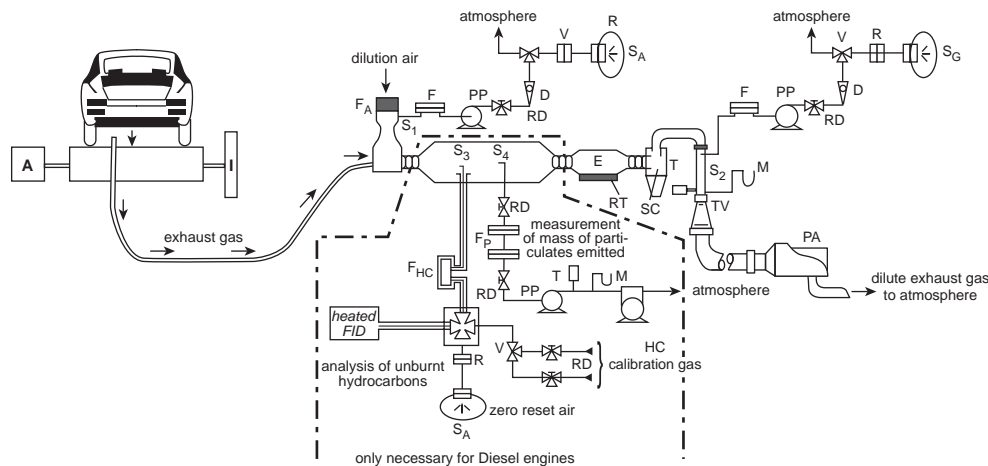 atmosphere
R
V
S_A
D
RD
PP
F
dilution air
F_A
S_1
atmosphere
V
R
S_G
D
F
PP
RD
A
I
exhaust gas
S_3
S_4
E
RT
T
SC
S_2
M
TV
PA
dilute exhaust gas
to atmosphere
RD
measurement
of mass of parti-
culates emitted
F_P
F_HC
RD
PP
T
M
atmosphere
heated
FID
V
RD
HC
calibration gas
analysis of unburnt
hydrocarbons
R
zero reset air
S_A
only necessary for Diesel engines